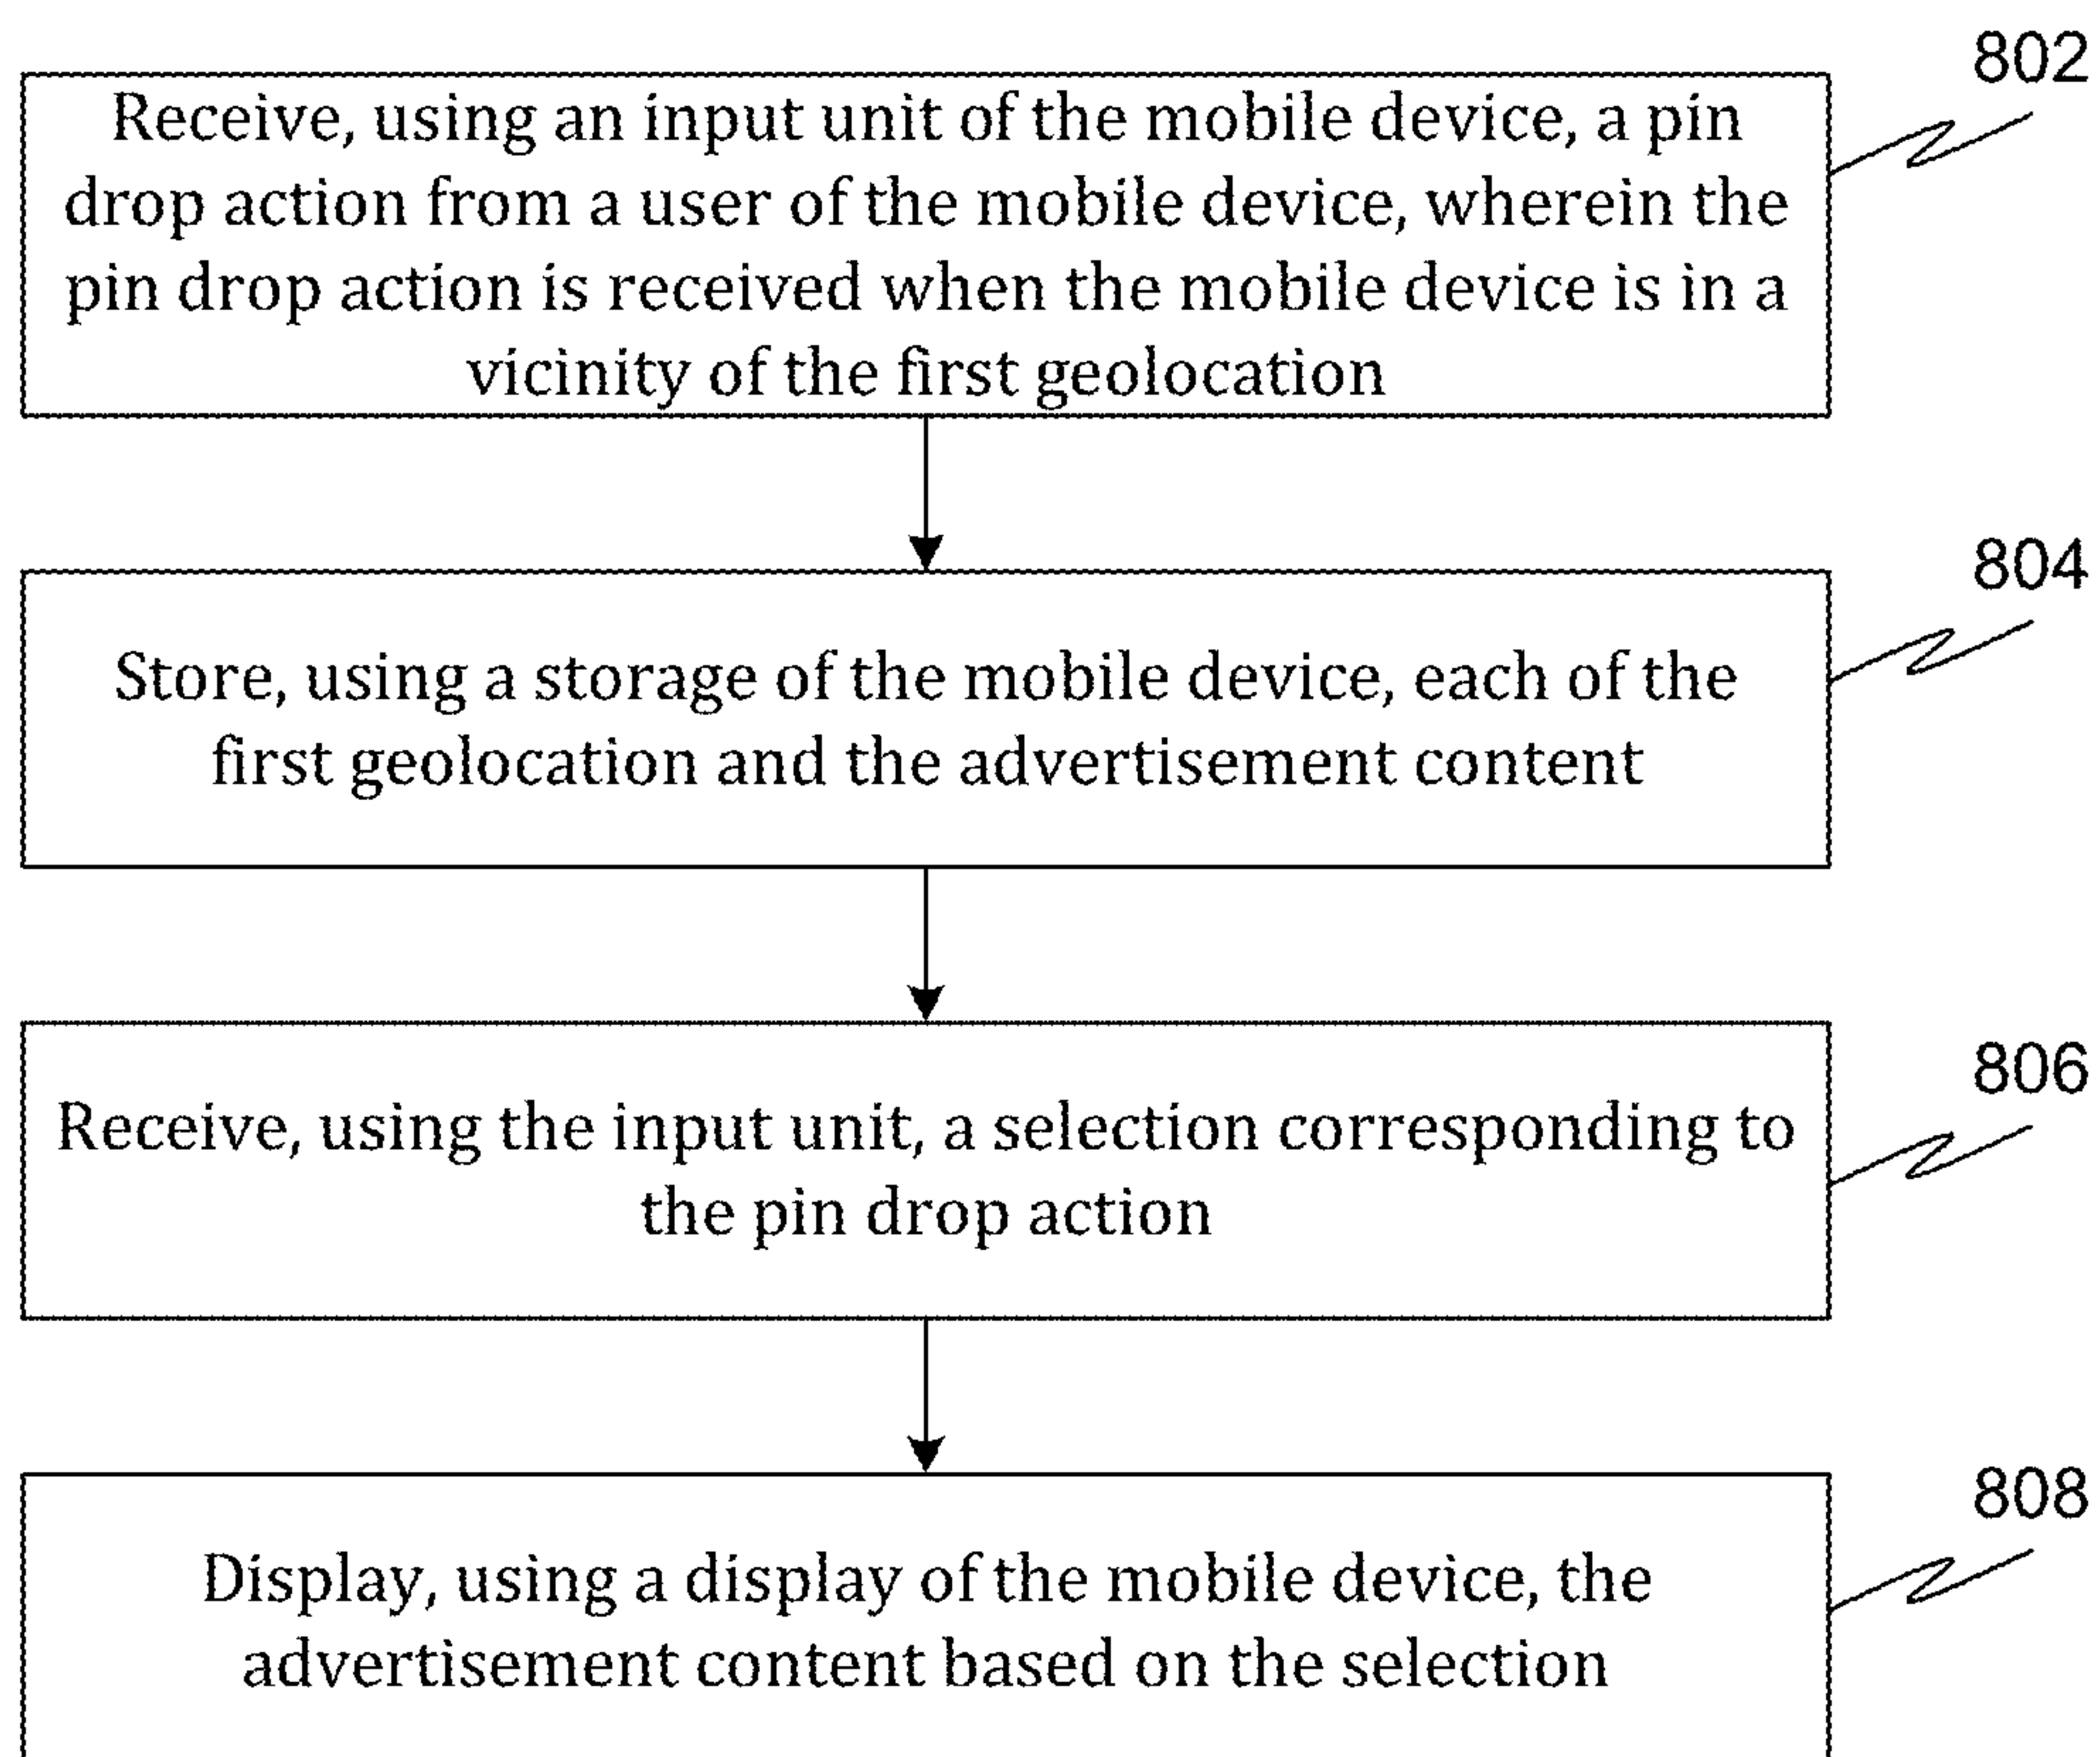 802
Receive, using an input unit of the mobile device, a pin
drop action from a user of the mobile device, wherein the
pin drop action is received when the mobile device is in a
vicinity of the first geolocation
804
Store, using a storage of the mobile device, each of the
first geolocation and the advertisement content
806
Receive, using the input unit, a selection corresponding to
the pin drop action
808
Display, using a display of the mobile device, the
advertisement content based on the selection